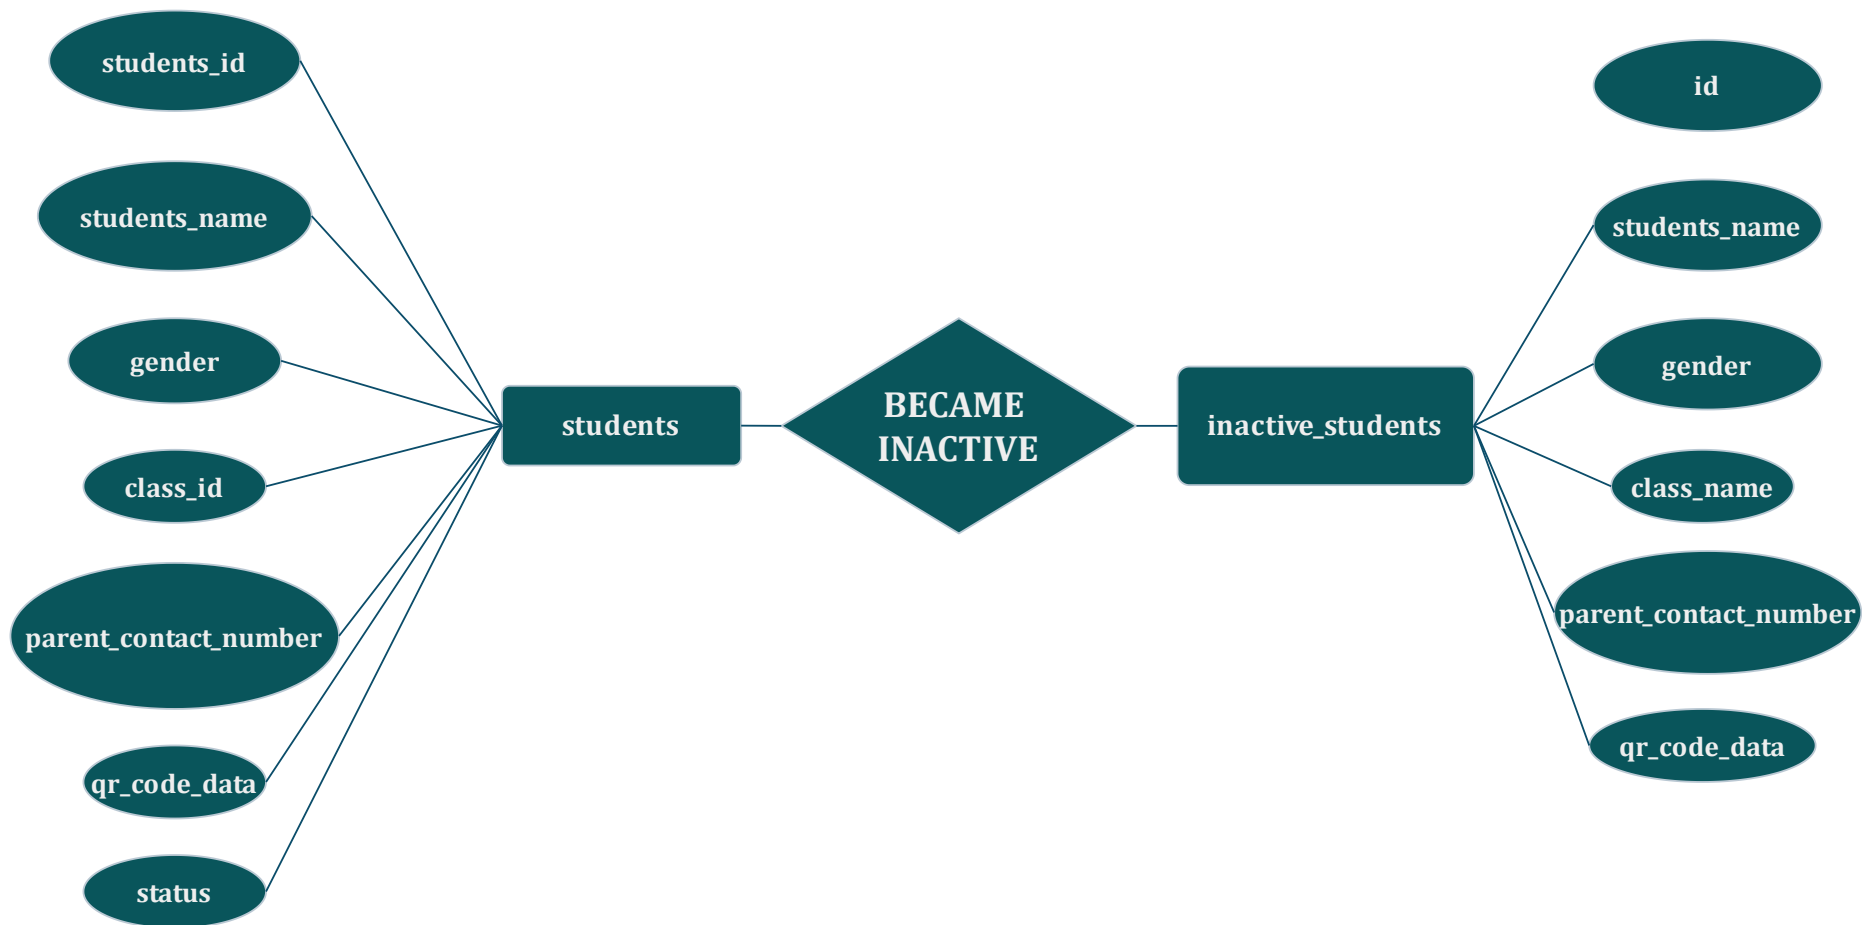 students_id
students_name
gender
class_id
parent_contact_number
qr_code_data
status
students
BECAME
INACTIVE
inactive_students
id
students_name
gender
class_name
parent_contact_number
qr_code_data